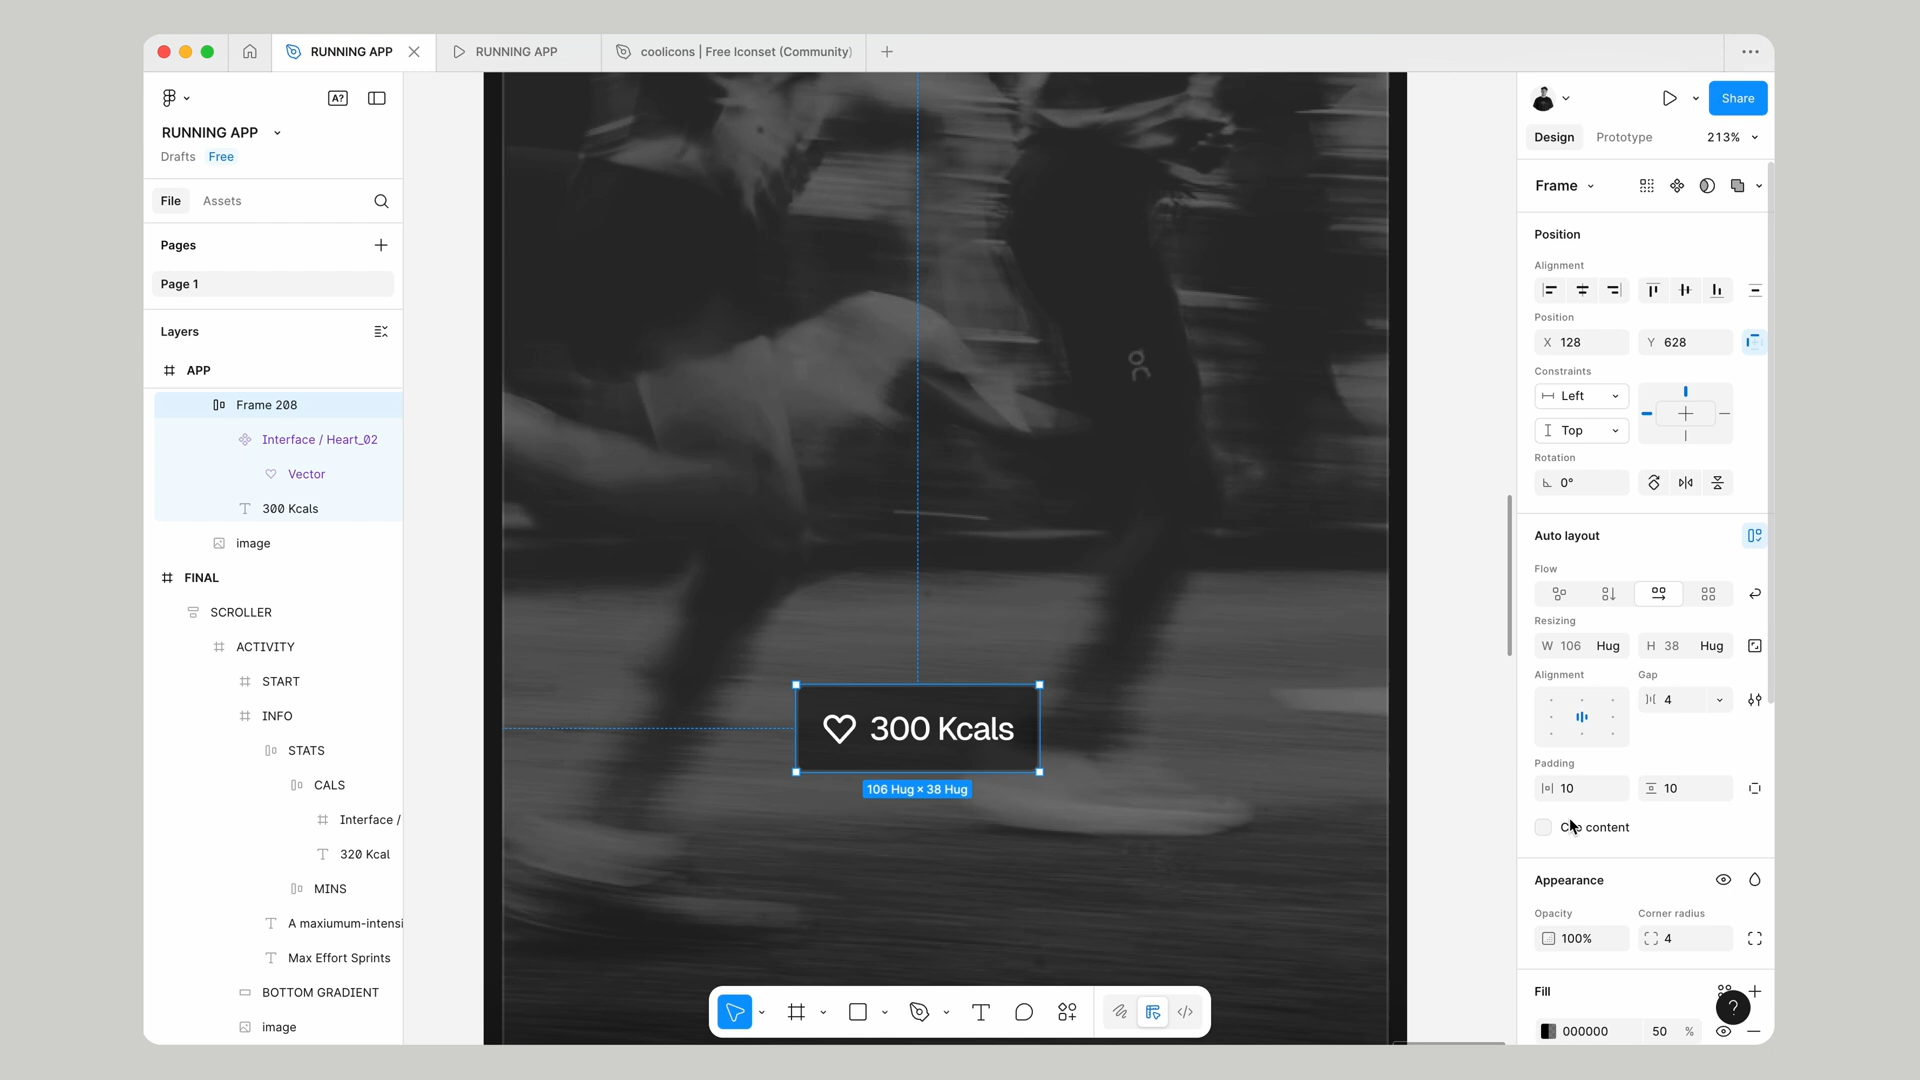 RUNNING APP
RUNNING APP
coolicons | Free Iconset (Community)
A?
RUNNING APP
Drafts Free
File Assets
Pages
Page 1
Layers
APP
Frame 208
Interface / Heart_02
Vector
300 Kcals
image
FINAL
SCROLLER
ACTIVITY
START
INFO
STATS
CALS
Interface /
320 Kcal
MINS
A maxiumum-intensi
Max Effort Sprints
BOTTOM GRADIENT
image
300 Kcals
106 Hug × 38 Hug
Share
Design Prototype 213%
Frame
Position
Alignment
Position
X 128 Y 628
Constraints
Left
Top
Rotation
0°
Auto layout
Flow
Resizing
W 106 Hug H 38 Hug
Alignment Gap
4
Padding
10 10
Clip content
Appearance
Opacity Corner radius
100% 4
Fill
?
000000 50 %